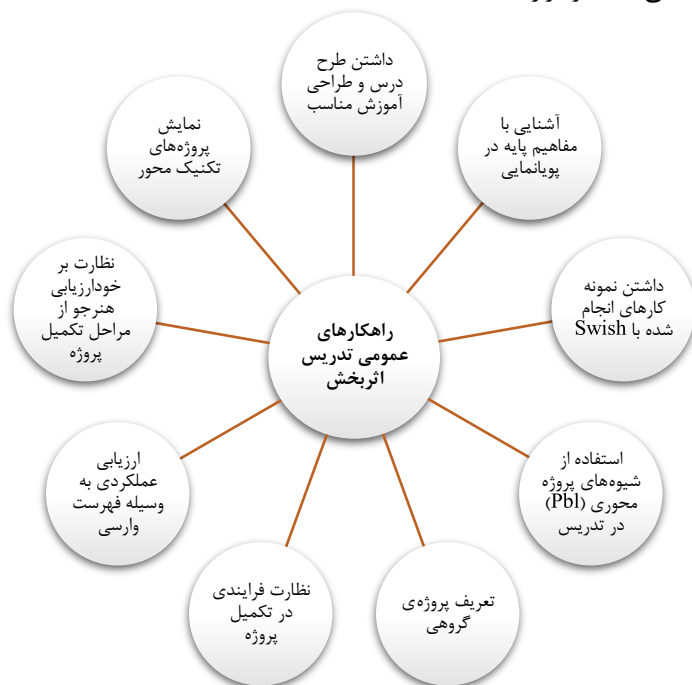 داشتن طرح
درس و طراحی
آموزش مناسب
آشنایی با
مفاهیم پایه در
پویانمایی
داشتن نمونه
کارهای انجام
شده با Swish
استفاده از
شیوه‌های پروژه
محوری (Pbl)
در تدریس
تعریف پروژه‌ی
گروهی
نظارت فرایندی
در تکمیل
پروژه
ارزیابی
عملکردی به
وسیله فهرست
وارسی
نظارت بر
خودارزیابی
هنرجو از
مراحل تکمیل
پروژه
نمایش
پروژه‌های
تکنیک محور
راهکارهای
عمومی تدریس
اثربخش